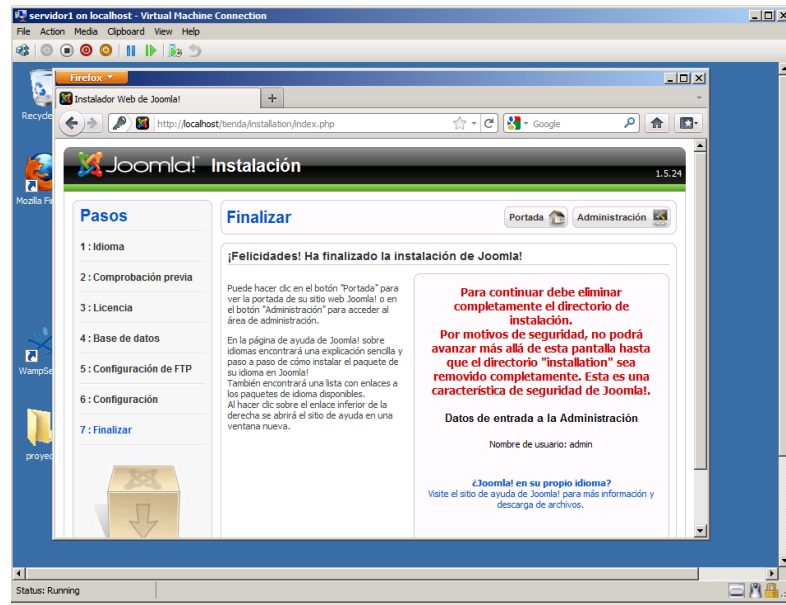 servidor1 on localhost - Virtual Machine Connection
File Action Media Clipboard View Help
Recycle
Firefox
Instalador Web de Joomla!
http://localhost/tienda/installation/index.php
Google
Mozilla Fir
Joomla! Instalación
1.5.24
Pasos
1 : Idioma
2 : Comprobación previa
3 : Licencia
4 : Base de datos
5 : Configuración de FTP
6 : Configuración
7 : Finalizar
Finalizar
Portada
Administración
¡Felicidades! Ha finalizado la instalación de Joomla!
Puede hacer clic en el botón "Portada" para
ver la portada de su sitio web Joomla! o en
el botón "Administración" para acceder al
área de administración.
En la página de ayuda de Joomla! sobre
idiomas encontrará una explicación sencilla y
paso a paso de cómo instalar el paquete de
su idioma en Joomla!
También encontrará una lista con enlaces a
los paquetes de idioma disponibles.
Al hacer clic sobre el enlace inferior de la
derecha se abrirá el sitio de ayuda en una
ventana nueva.
Para continuar debe eliminar
completamente el directorio de
instalación.
Por motivos de seguridad, no podrá
avanzar más allá de esta pantalla hasta
que el directorio "installation" sea
removido completamente. Esta es una
característica de seguridad de Joomla!.
Datos de entrada a la Administración
Nombre de usuario: admin
¿Joomla! en su propio idioma?
Visite el sitio de ayuda de Joomla! para más información y
descarga de archivos.
WampSe
proyec
Status: Running